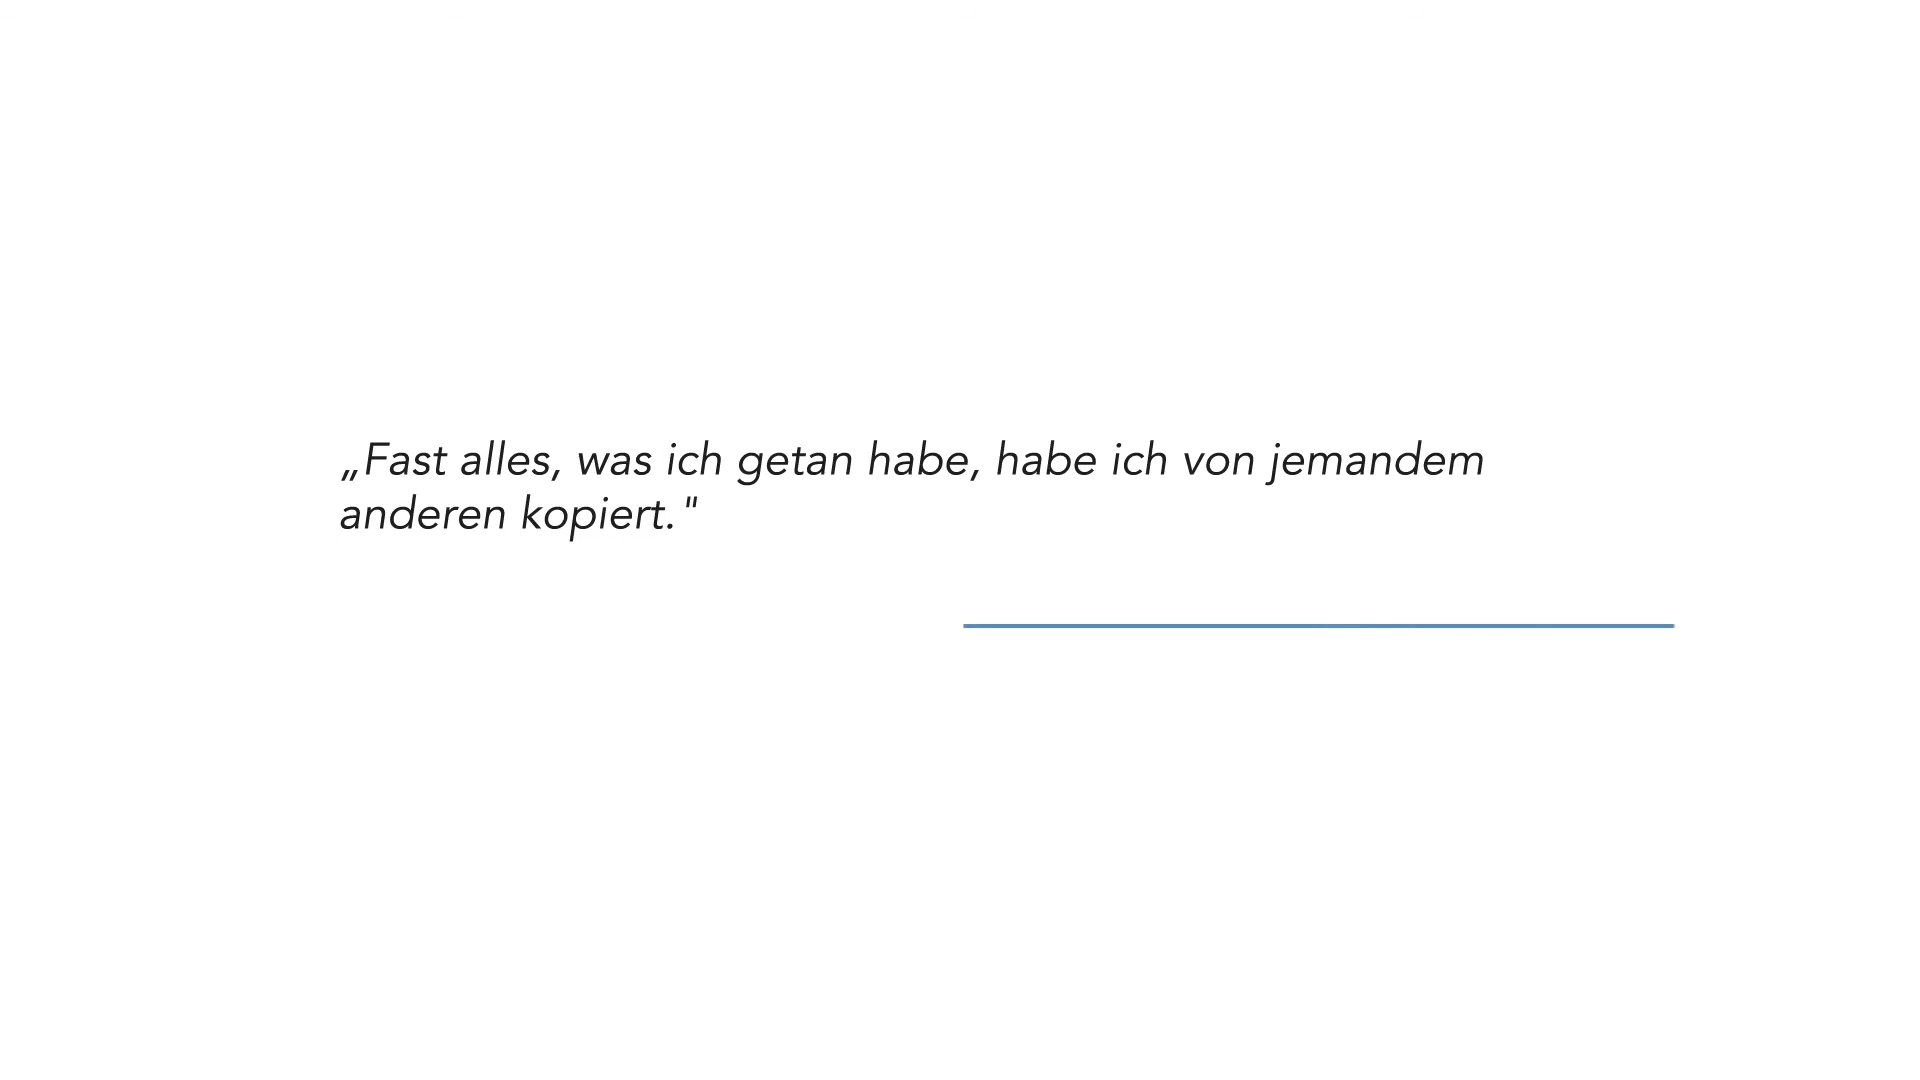 „Fast alles, was ich getan habe, habe ich von jemandem
anderen kopiert."